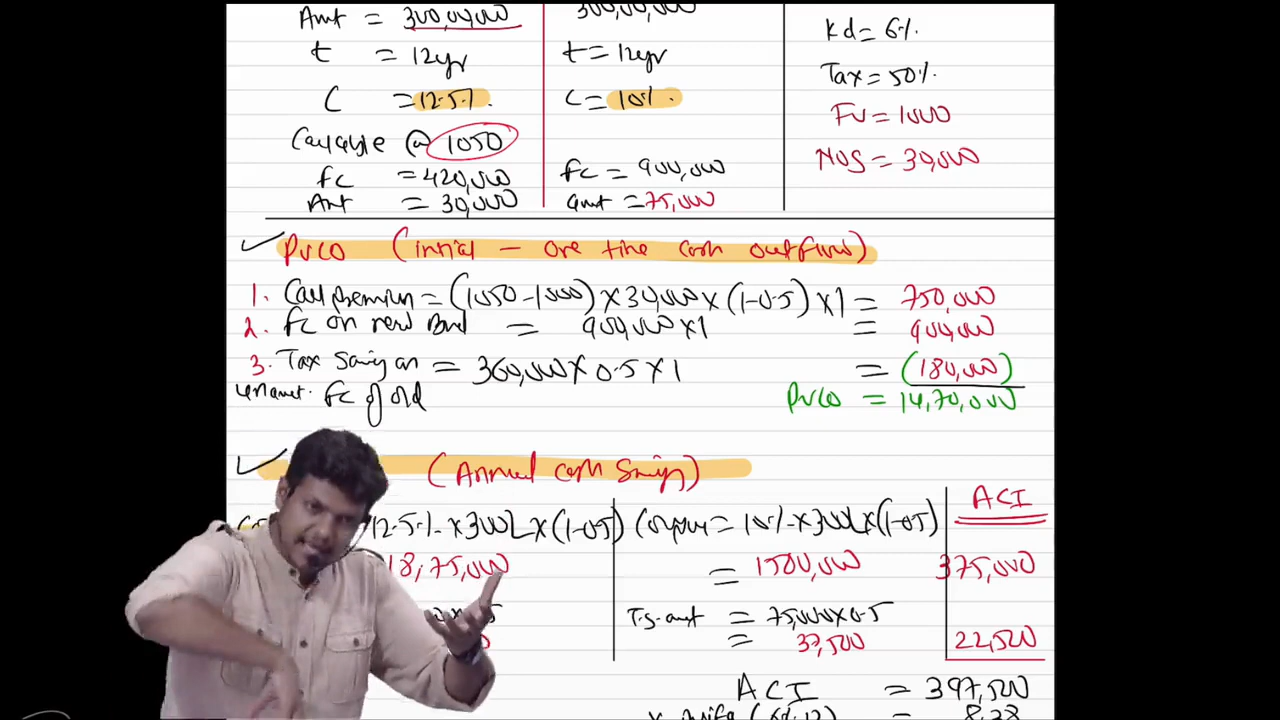 Amt = 300,00,000
300,00,000
Kd = 6%
t = 12yr
t = 12yr
Tax = 50%
C = 12.5%
C = 10%
FV = 1000
Callable @ 1050
NOS = 30,000
fc = 420,000
fc = 900,000
Amt = 30,000
amt = 75,000
PVCO (initial – one time cash outflow)
1. Call premium = (1050-1000) × 30,000 × (1-0.5) × 1 = 750,000
2. fc on new Bond = 900,000 × 1 = 900,000
3. Tax Saving on = 360,000 × 0.5 × 1 = (180,000)
unamort. fc of old
PVCO = 14,70,000
(Annual cash Savings)
ACI
12.5% × 300L × (1-0.5)
Coupon = 10% × 300L × (1-0.5)
18,75,000
= 1500,000
375,000
T.S. amt = 75,000 × 0.5
= 37,500
22,500
ACI = 397,500